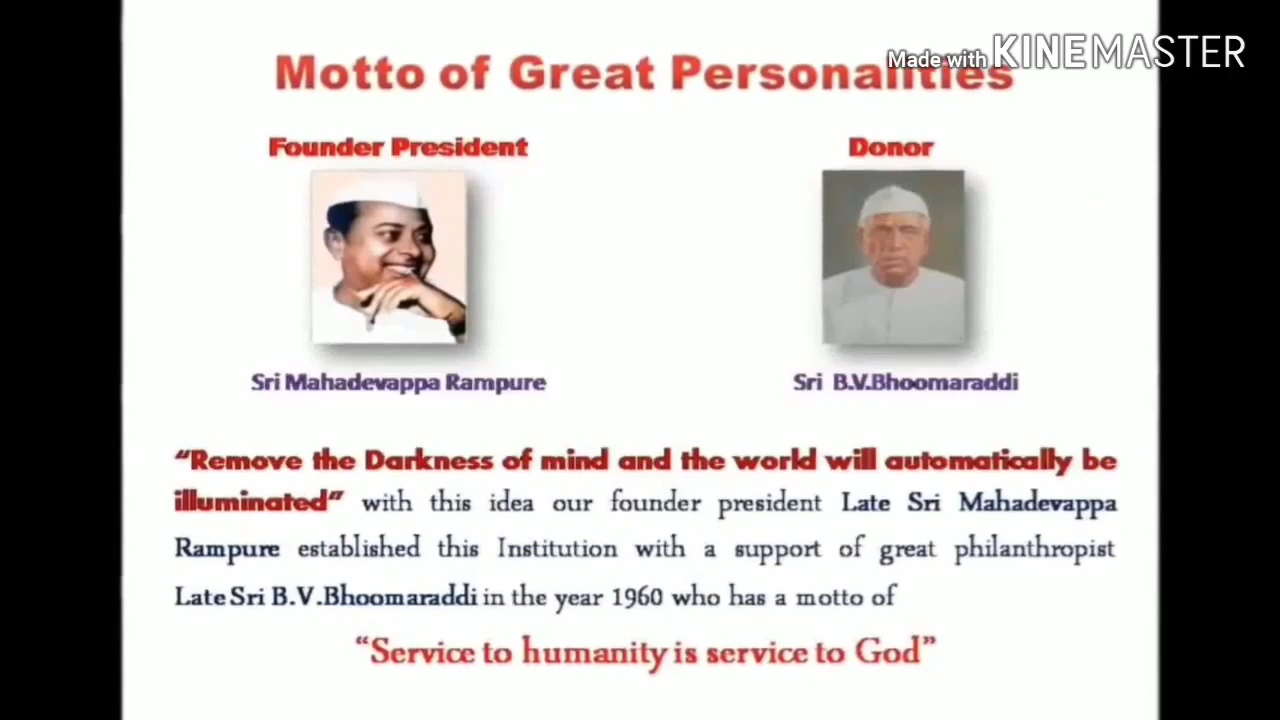 Made with KINEMASTER
Motto of Great Personalities
Founder President
Donor
Sri Mahadevappa Rampure
Sri B.V.Bhoomaraddi
“Remove the Darkness of mind and the world will automatically be
illuminated” with this idea our founder president Late Sri Mahadevappa
Rampure established this Institution with a support of great philanthropist
Late Sri B.V.Bhoomaraddi in the year 1960 who has a motto of
“Service to humanity is service to God”